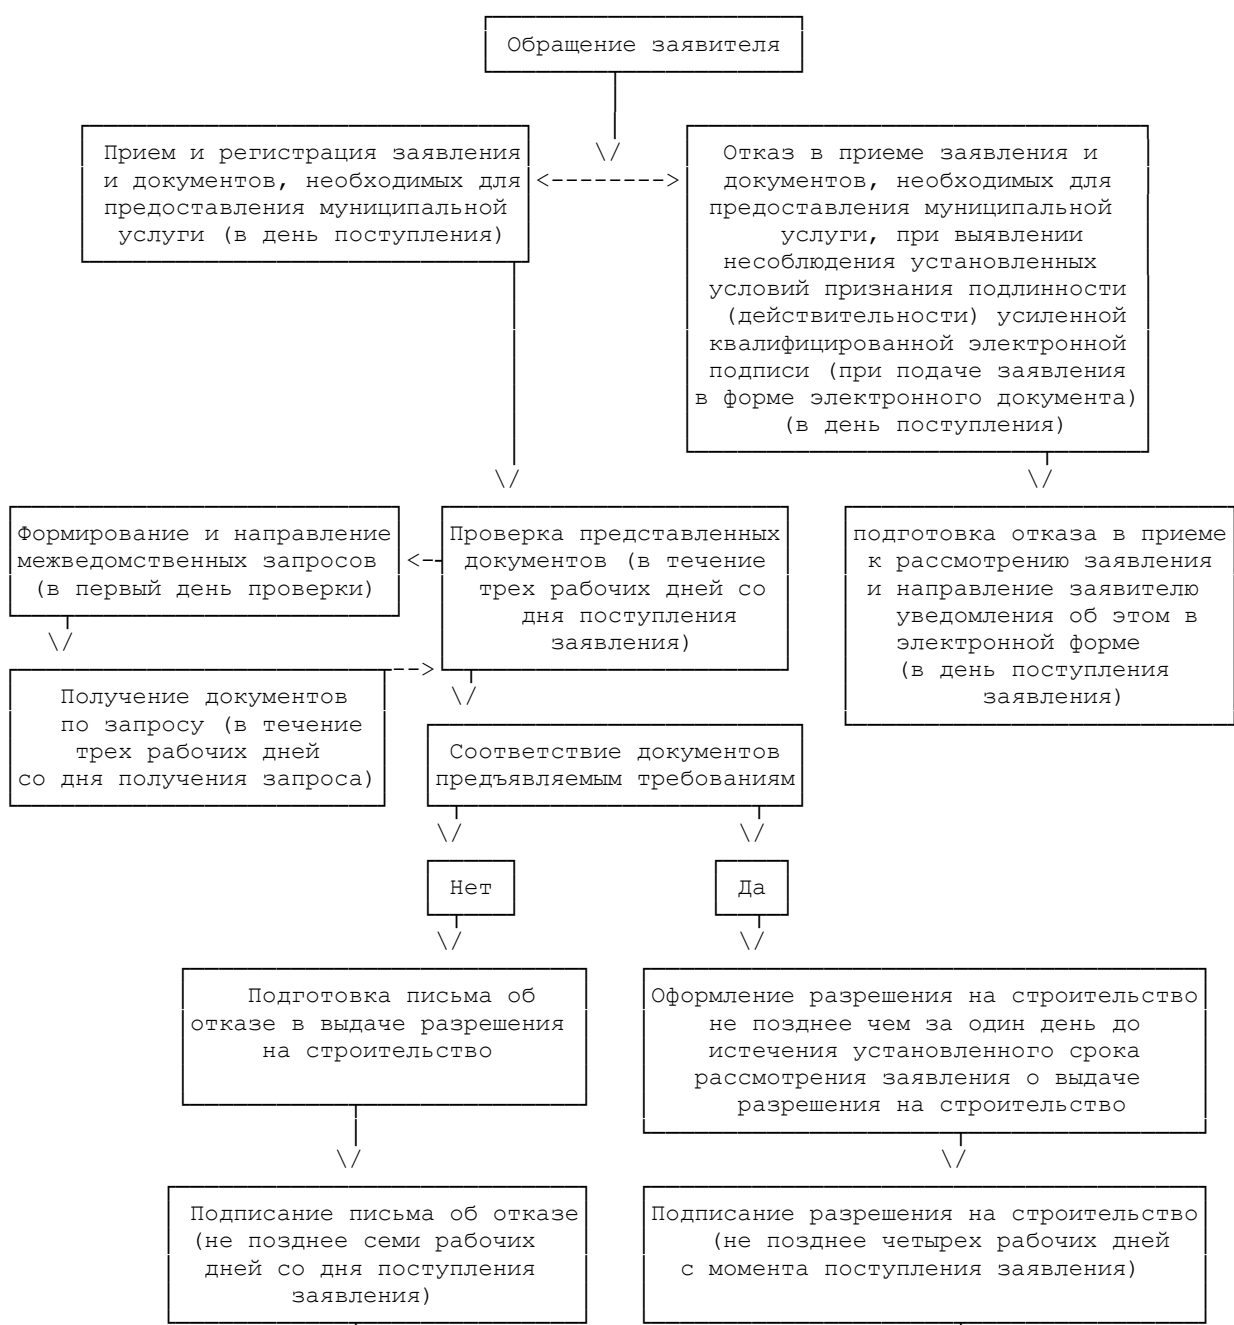 Обращение заявителя
Прием и регистрация заявления
и документов, необходимых для
предоставления муниципальной
услуги (в день поступления)
\/
<-------->
Отказ в приеме заявления и
документов, необходимых для
предоставления муниципальной
услуги, при выявлении
несоблюдения установленных
условий признания подлинности
(действительности) усиленной
квалифицированной электронной
подписи (при подаче заявления
в форме электронного документа)
(в день поступления)
\/
\/
Формирование и направление
межведомственных запросов
(в первый день проверки)
<--
Проверка представленных
документов (в течение
трех рабочих дней со
дня поступления
заявления)
подготовка отказа в приеме
к рассмотрению заявления
и направление заявителю
уведомления об этом в
электронной форме
(в день поступления
заявления)
\/
-->
\/
Получение документов
по запросу (в течение
трех рабочих дней
со дня получения запроса)
Соответствие документов
предъявляемым требованиям
\/
\/
Нет
Да
\/
\/
Подготовка письма об
отказе в выдаче разрешения
на строительство
Оформление разрешения на строительство
не позднее чем за один день до
истечения установленного срока
рассмотрения заявления о выдаче
разрешения на строительство
\/
\/
Подписание письма об отказе
(не позднее семи рабочих
дней со дня поступления
заявления)
Подписание разрешения на строительство
(не позднее четырех рабочих дней
с момента поступления заявления)